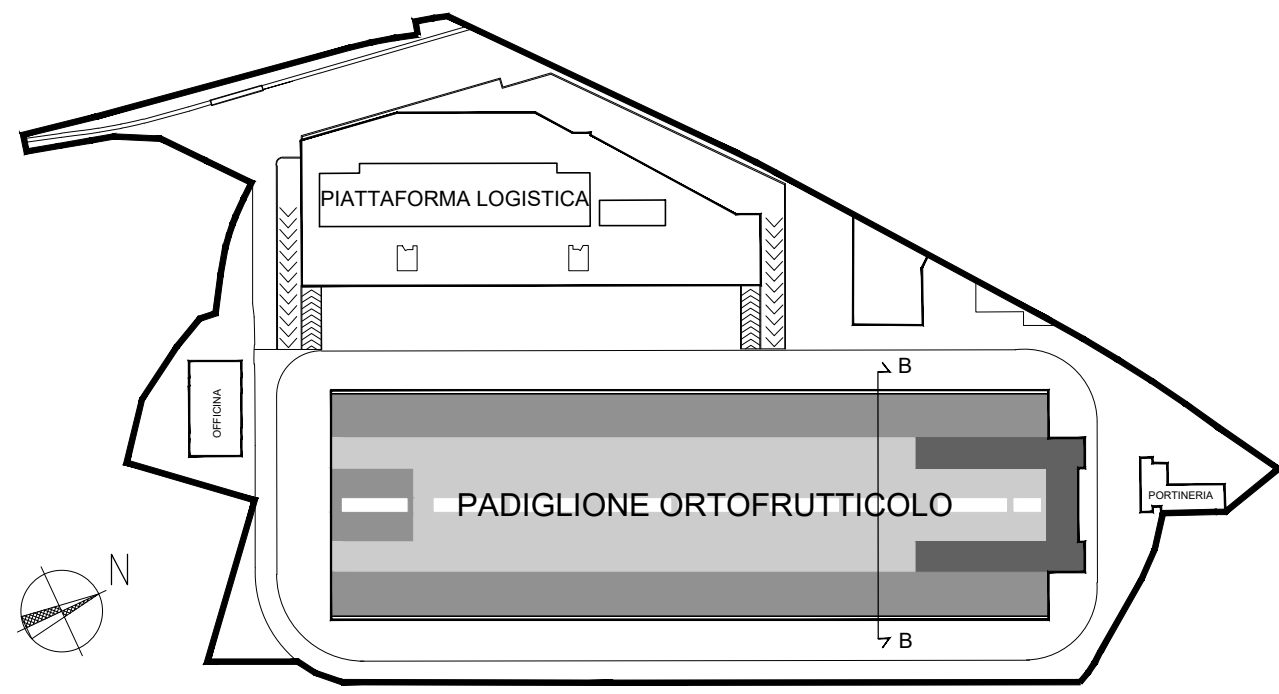 PIATTAFORMA LOGISTICA
B
OFFICINA
PADIGLIONE ORTOFRUTTICOLO
PORTINERIA
N
B